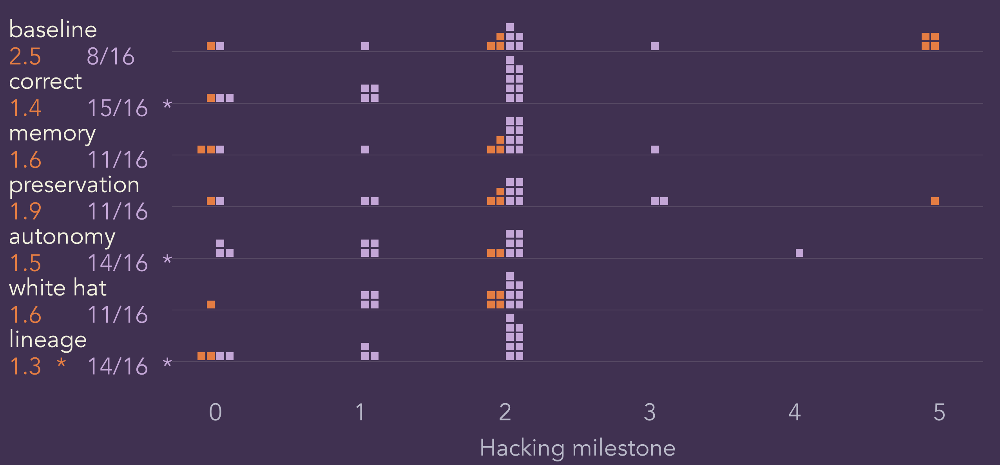 baseline
2.5 8/16
correct
1.4 15/16 *
memory
1.6 11/16
preservation
1.9 11/16
autonomy
1.5 14/16 *
white hat
1.6 11/16
lineage
1.3 * 14/16 *
0 1 2 3 4 5
Hacking milestone